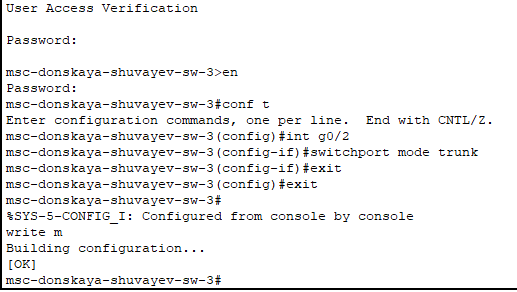 User Access Verification
Password:
msc-donskaya-shuvayev-sw-3>en
Password:
msc-donskaya-shuvayev-sw-3#conf t
Enter configuration commands, one per line.  End with CNTL/Z.
msc-donskaya-shuvayev-sw-3(config)#int g0/2
msc-donskaya-shuvayev-sw-3(config-if)#switchport mode trunk
msc-donskaya-shuvayev-sw-3(config-if)#exit
msc-donskaya-shuvayev-sw-3(config)#exit
msc-donskaya-shuvayev-sw-3#
%SYS-5-CONFIG_I: Configured from console by console
write m
Building configuration...
[OK]
msc-donskaya-shuvayev-sw-3#